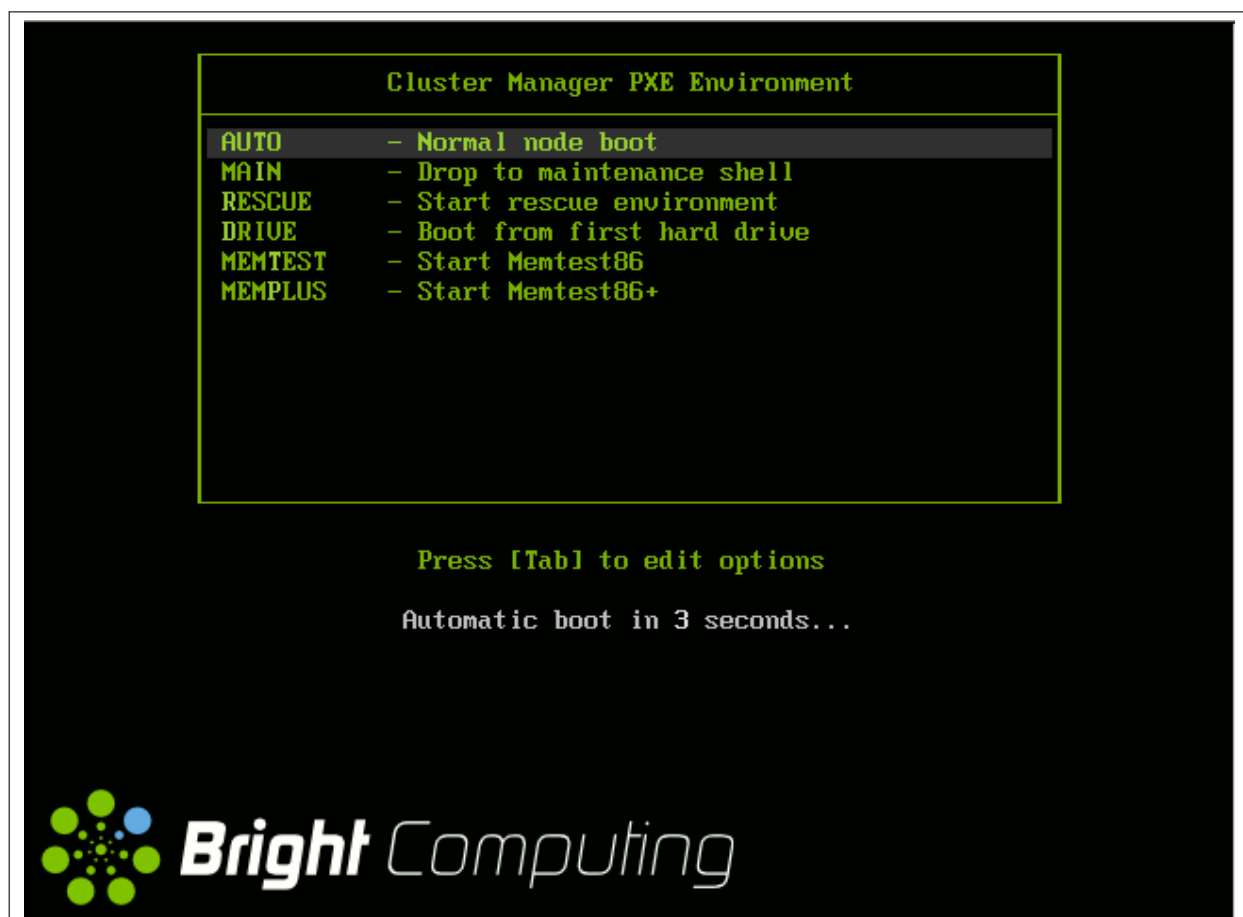 Cluster Manager PXE Environment
AUTO - Normal node boot
MAIN - Drop to maintenance shell
RESCUE - Start rescue environment
DRIVE - Boot from first hard drive
MEMTEST - Start Memtest86
MEMPLUS - Start Memtest86+
Press [Tab] to edit options
Automatic boot in 3 seconds...
Bright Computing